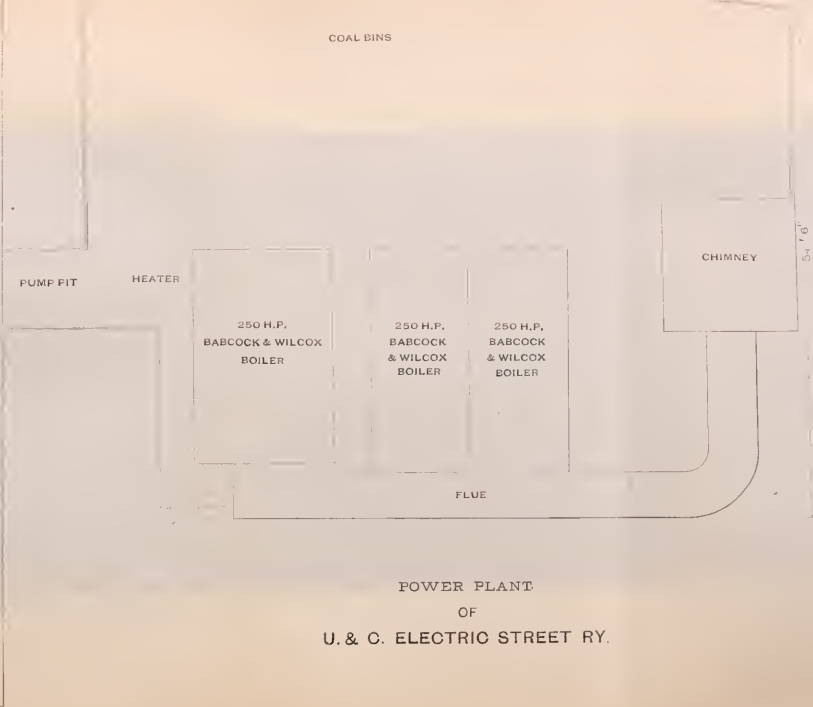 COAL BINS
CHIMNEY
PUMP PIT
HEATER
250 H.P.
BABCOCK & WILCOX
BOILER
250 H.P.
BABCOCK
& WILCOX
BOILER
250 H.P.
BABCOCK
& WILCOX
BOILER
FLUE
POWER PLANT
OF
U. & C. ELECTRIC STREET RY.